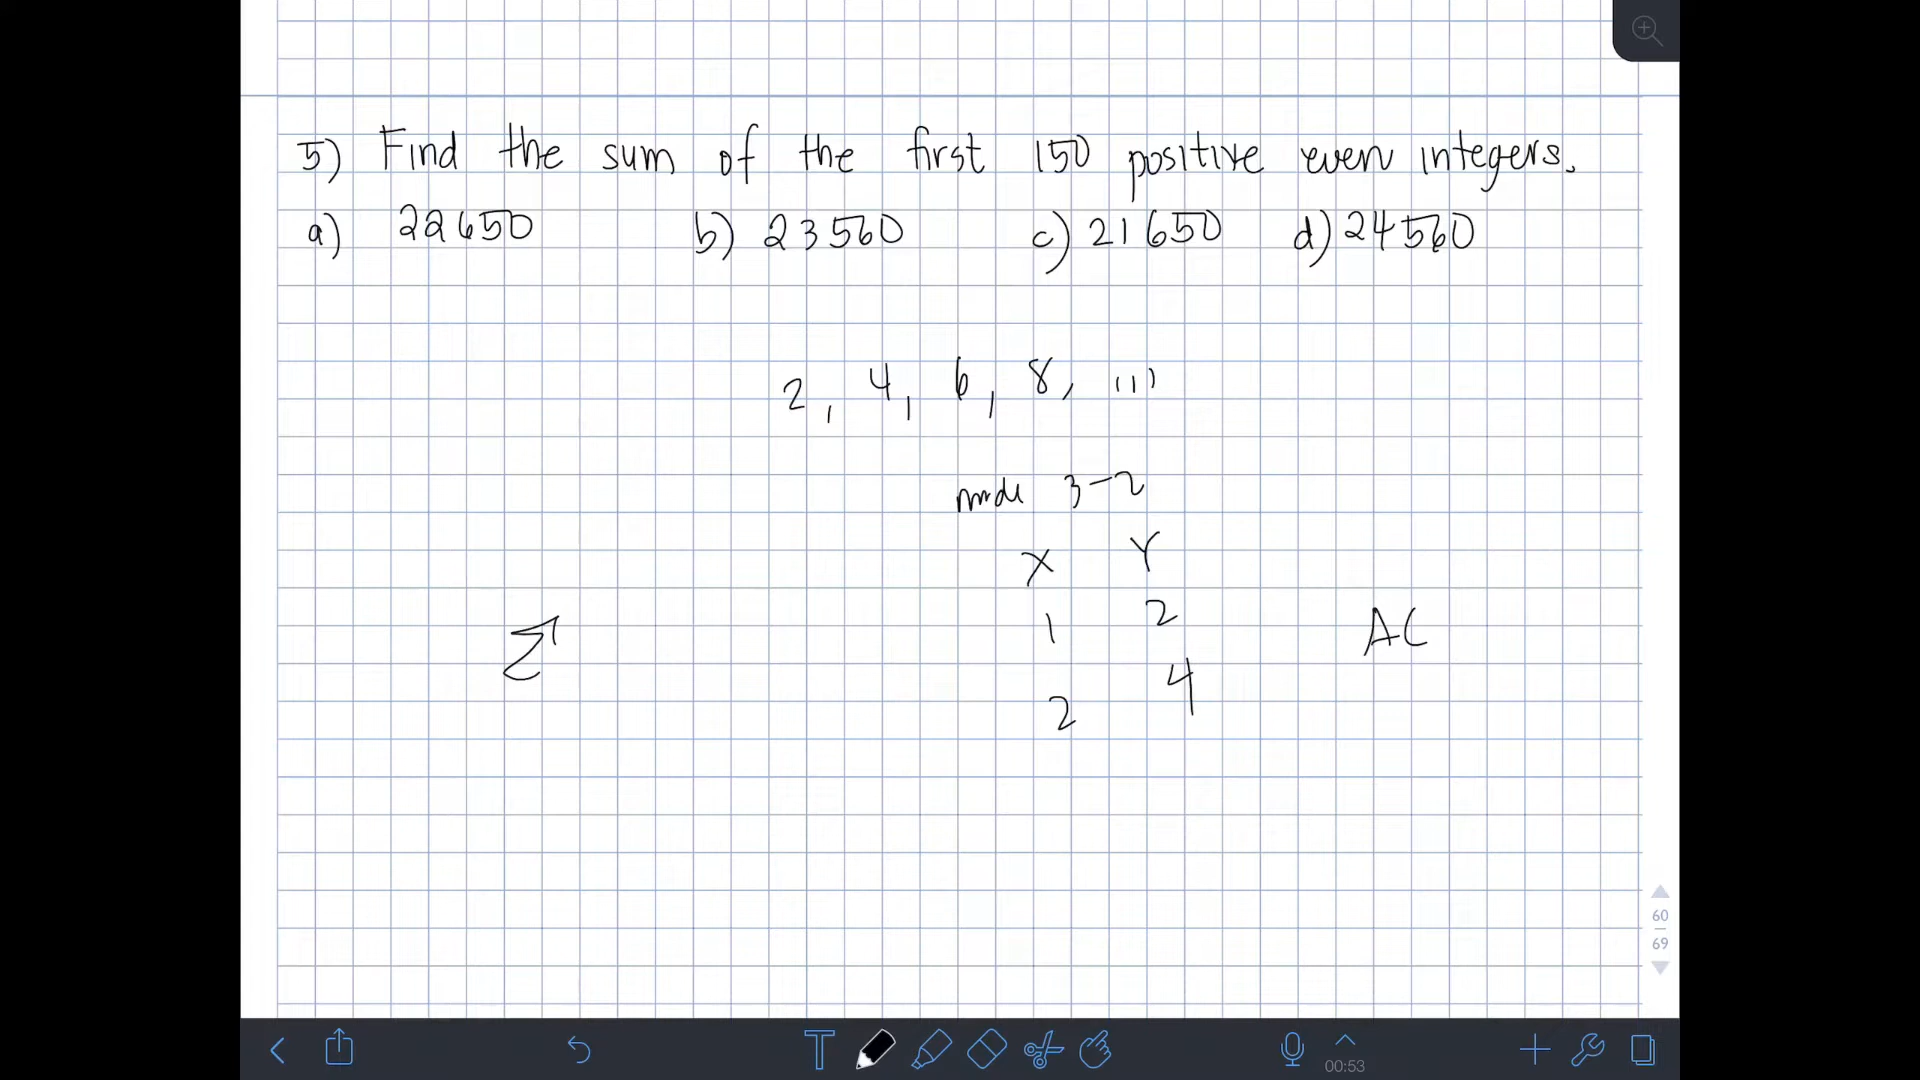 5) Find the sum of the first 150 positive even integers.
a) 22650 b) 23560 c) 21650 d) 24560
2, 4, 6, 8, ...
mode 3-2
X Y
1 2
Σ AC
2 4
60
69
T
00:53